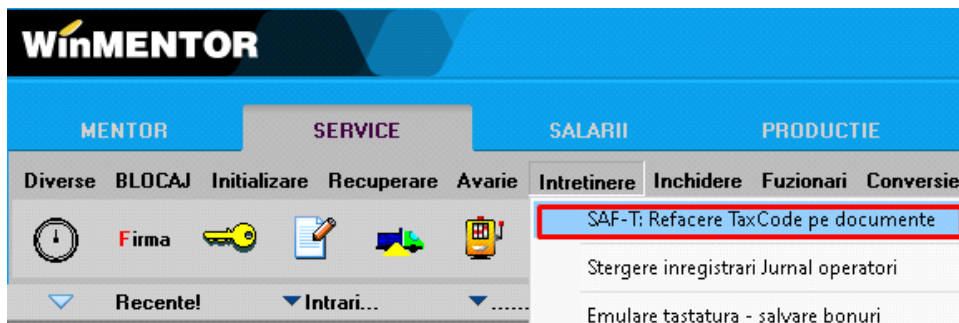 WinMENTOR
MENTOR SERVICE SALARII PRODUCTIE
Diverse BLOCAJ Initializare Recuperare Avarie Intretinere Inchidere Fuzionari Conversie
SAF-T: Refacere TaxCode pe documente
Firma
Stergere inregistrari Jurnal operatori
Recente! Intrari... ......
Emulare tastatura - salvare bonuri